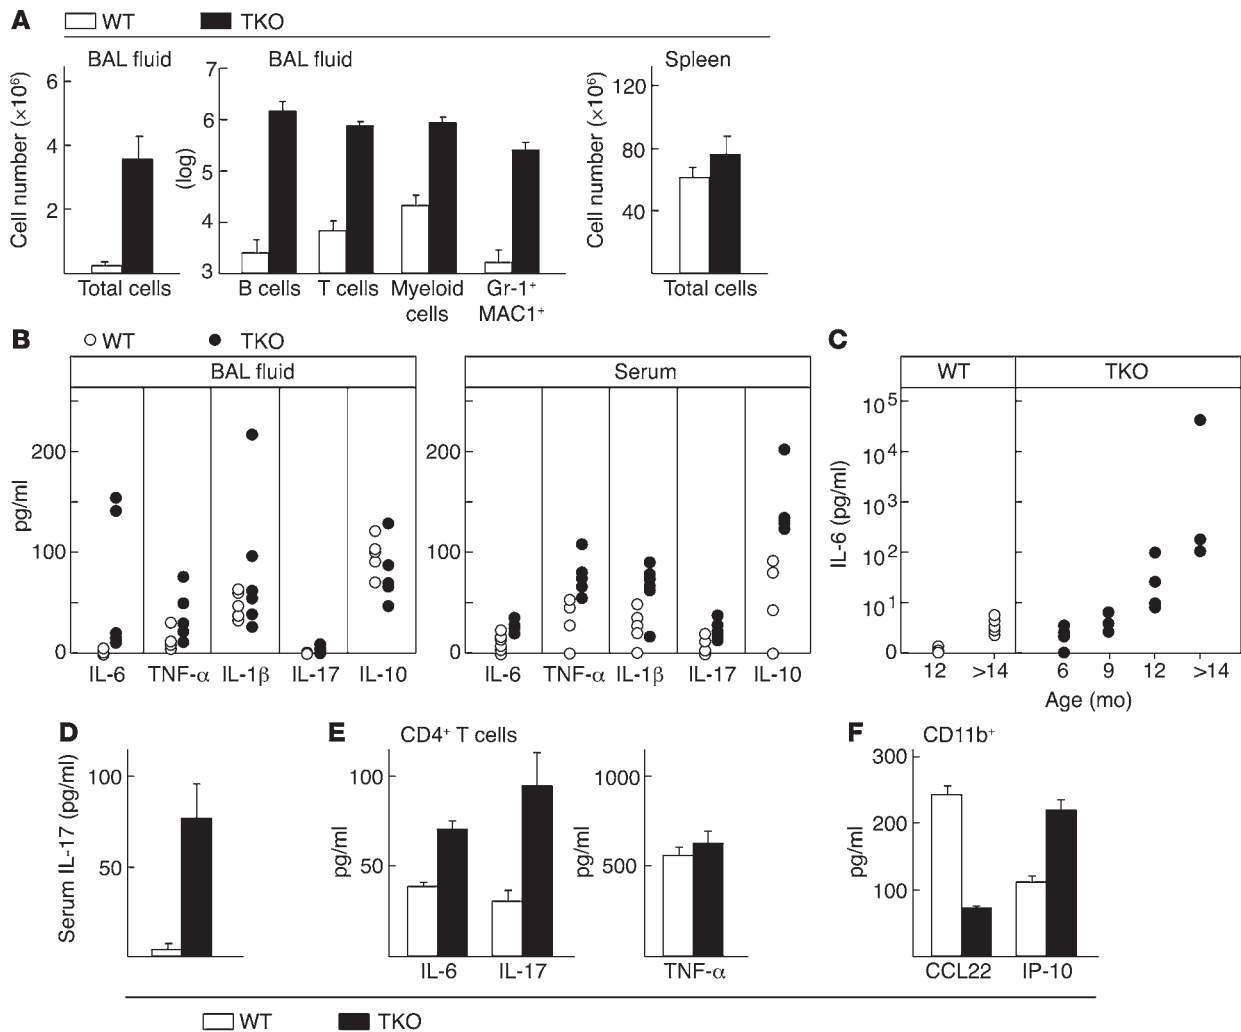 A
WT TKO
BAL fluid
Cell number (×10⁶)
6
4
2
Total cells
BAL fluid
(log)
7
6
5
4
3
B cells T cells Myeloid cells Gr-1⁺ MAC1⁺
Spleen
Cell number (×10⁶)
120
80
40
Total cells
B
WT TKO
BAL fluid
pg/ml
200
100
0
IL-6 TNF-α IL-1β IL-17 IL-10
Serum
200
100
0
IL-6 TNF-α IL-1β IL-17 IL-10
C
WT TKO
IL-6 (pg/ml)
10⁵
10⁴
10³
10²
10¹
0
12 >14 6 9 12 >14
Age (mo)
D
Serum IL-17 (pg/ml)
100
50
E
CD4⁺ T cells
pg/ml
100
50
IL-6 IL-17
pg/ml
1000
500
TNF-α
F
CD11b⁺
pg/ml
300
200
100
CCL22 IP-10
WT TKO